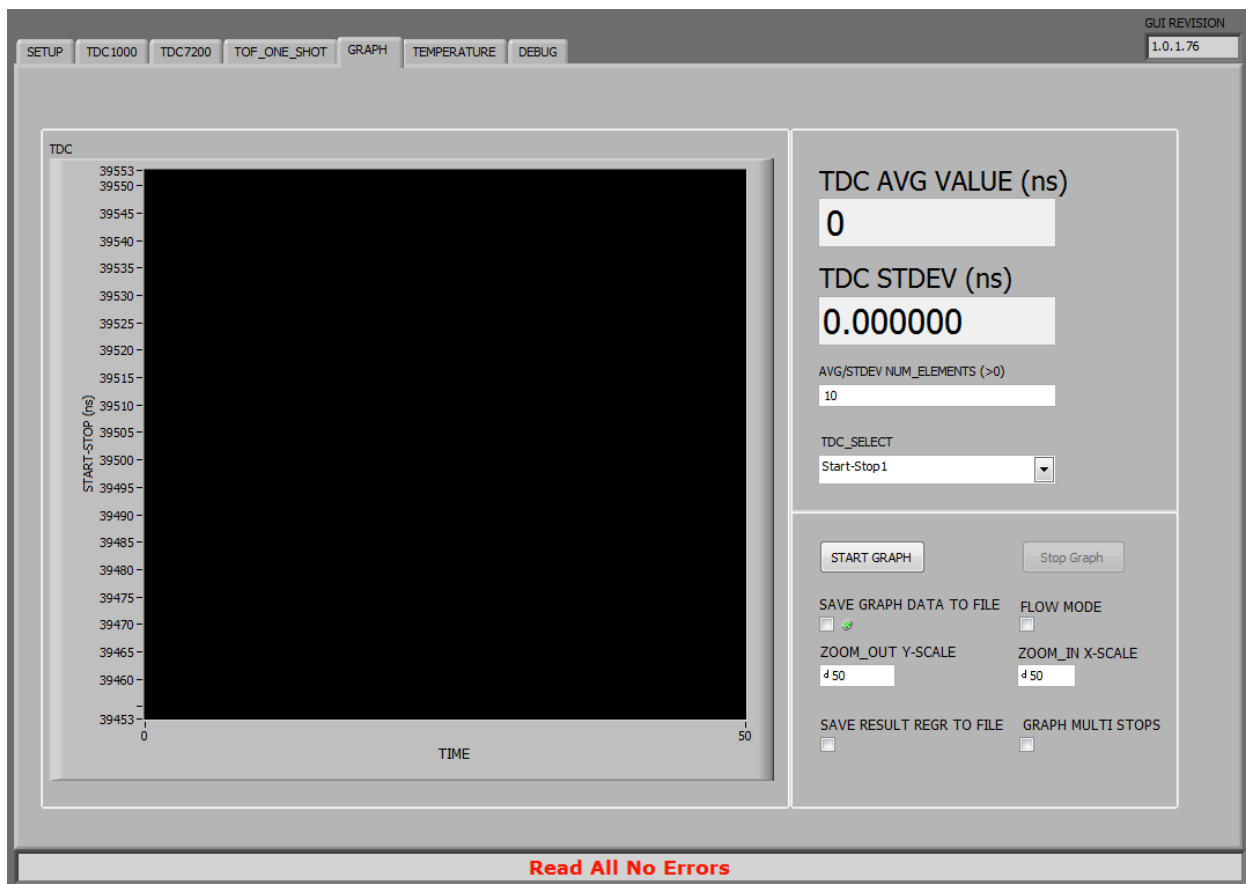 GUI REVISION
1.0.1.76
SETUP TDC1000 TDC7200 TOF_ONE_SHOT GRAPH TEMPERATURE DEBUG
TDC
39553
39550
39545
39540
39535
39530
39525
39520
39515
39510
39505
39500
39495
39490
39485
39480
39475
39470
39465
39460
39453
START-STOP (ns)
0 50
TIME
TDC AVG VALUE (ns)
0
TDC STDEV (ns)
0.000000
AVG/STDEV NUM_ELEMENTS (>0)
10
TDC_SELECT
Start-Stop1
START GRAPH Stop Graph
SAVE GRAPH DATA TO FILE FLOW MODE
ZOOM_OUT Y-SCALE ZOOM_IN X-SCALE
d 50 d 50
SAVE RESULT REGR TO FILE GRAPH MULTI STOPS
Read All No Errors